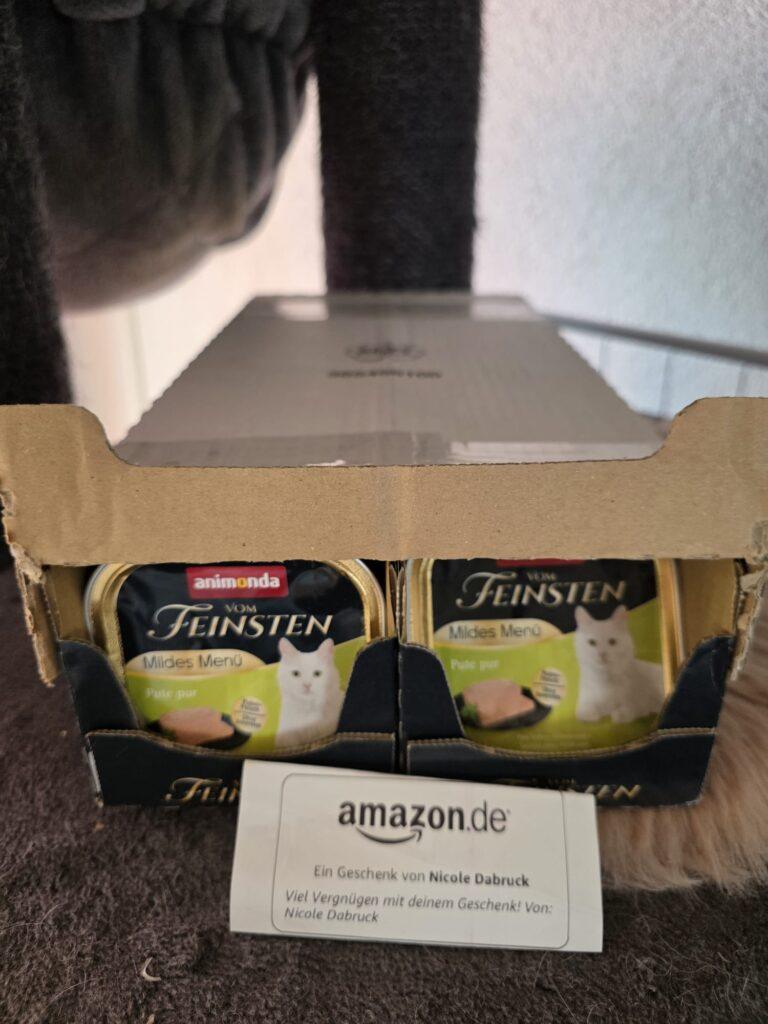 animonda
VOM
FEINSTEN
Mildes Menü
Pute pur
VOM
FEINSTEN
Mildes Menü
Pute pur
amazon.de
Ein Geschenk von Nicole Dabruck
Viel Vergnügen mit deinem Geschenk! Von:
Nicole Dabruck